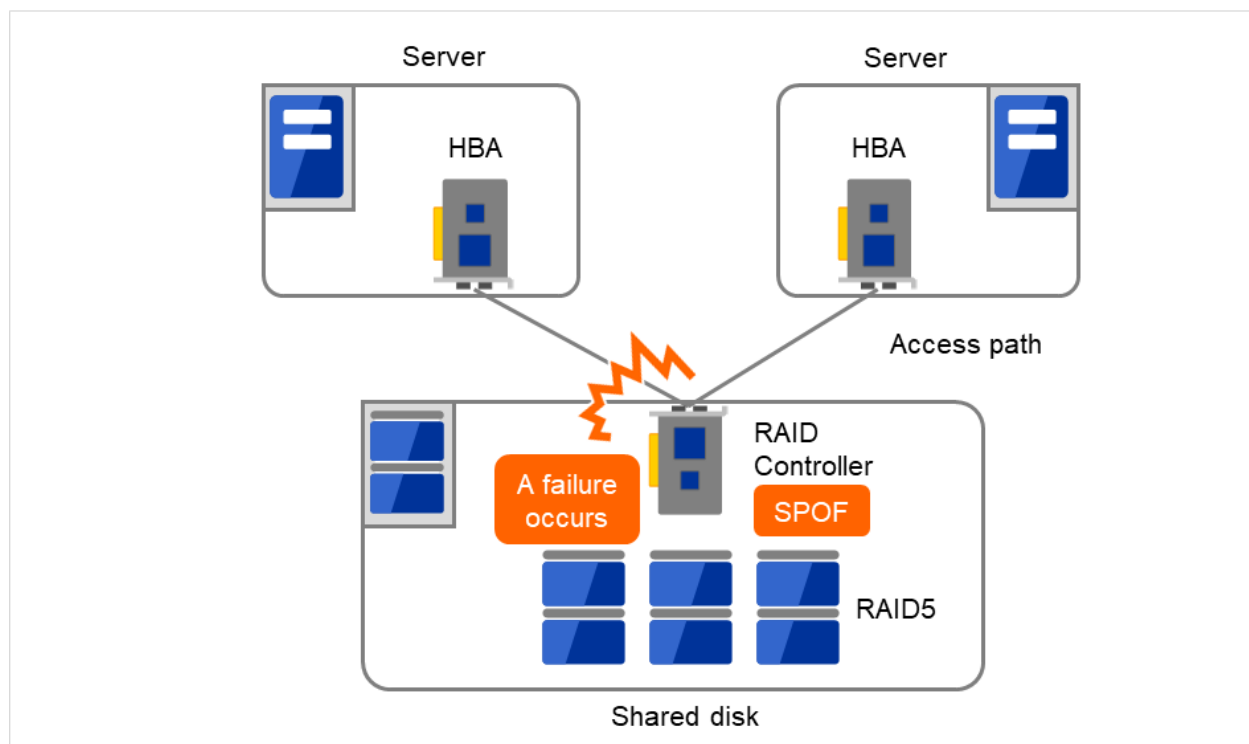 Server
Server
HBA
HBA
Access path
RAID
Controller
A failure
occurs
SPOF
RAID5
Shared disk